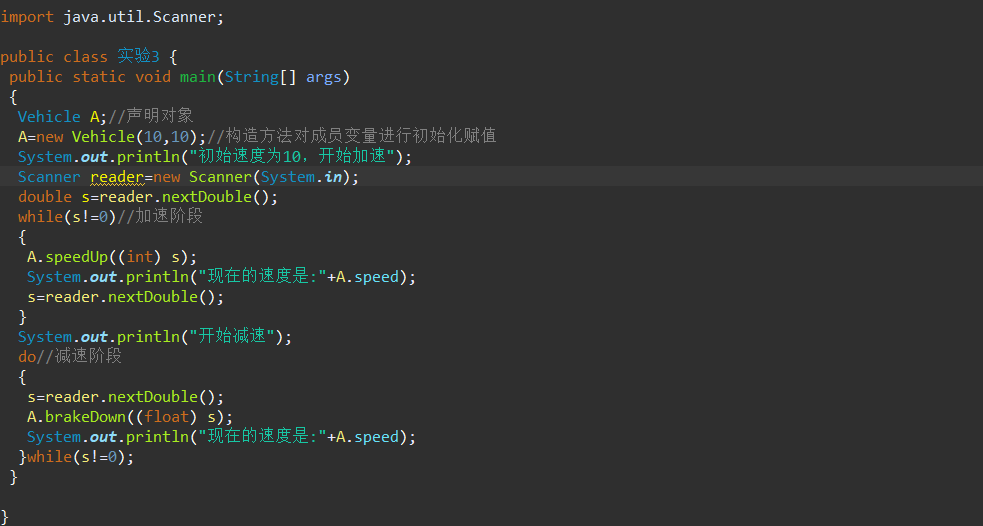 import java.util.Scanner;
public class 实验3 {
public static void main(String[] args)
{
Vehicle A;//声明对象
A=new Vehicle(10,10);//构造方法对成员变量进行初始化赋值
System.out.println("初始速度为10，开始加速");
Scanner reader=new Scanner(System.in);
double s=reader.nextDouble();
while(s!=0)//加速阶段
{
A.speedUp((int) s);
System.out.println("现在的速度是:"+A.speed);
s=reader.nextDouble();
}
System.out.println("开始减速");
do//减速阶段
{
s=reader.nextDouble();
A.brakeDown((float) s);
System.out.println("现在的速度是:"+A.speed);
}while(s!=0);
}
}